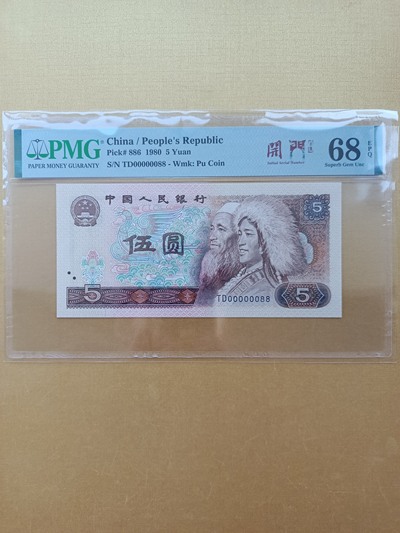 PMG
PAPER MONEY GUARANTY
China / People's Republic
Pick# 886 1980 5 Yuan
S/N TD00000088 - Wmk: Pu Coin
開門
68 EPQ
Superb Gem Unc
中国人民银行
5
伍圆
TD00000088
5
5